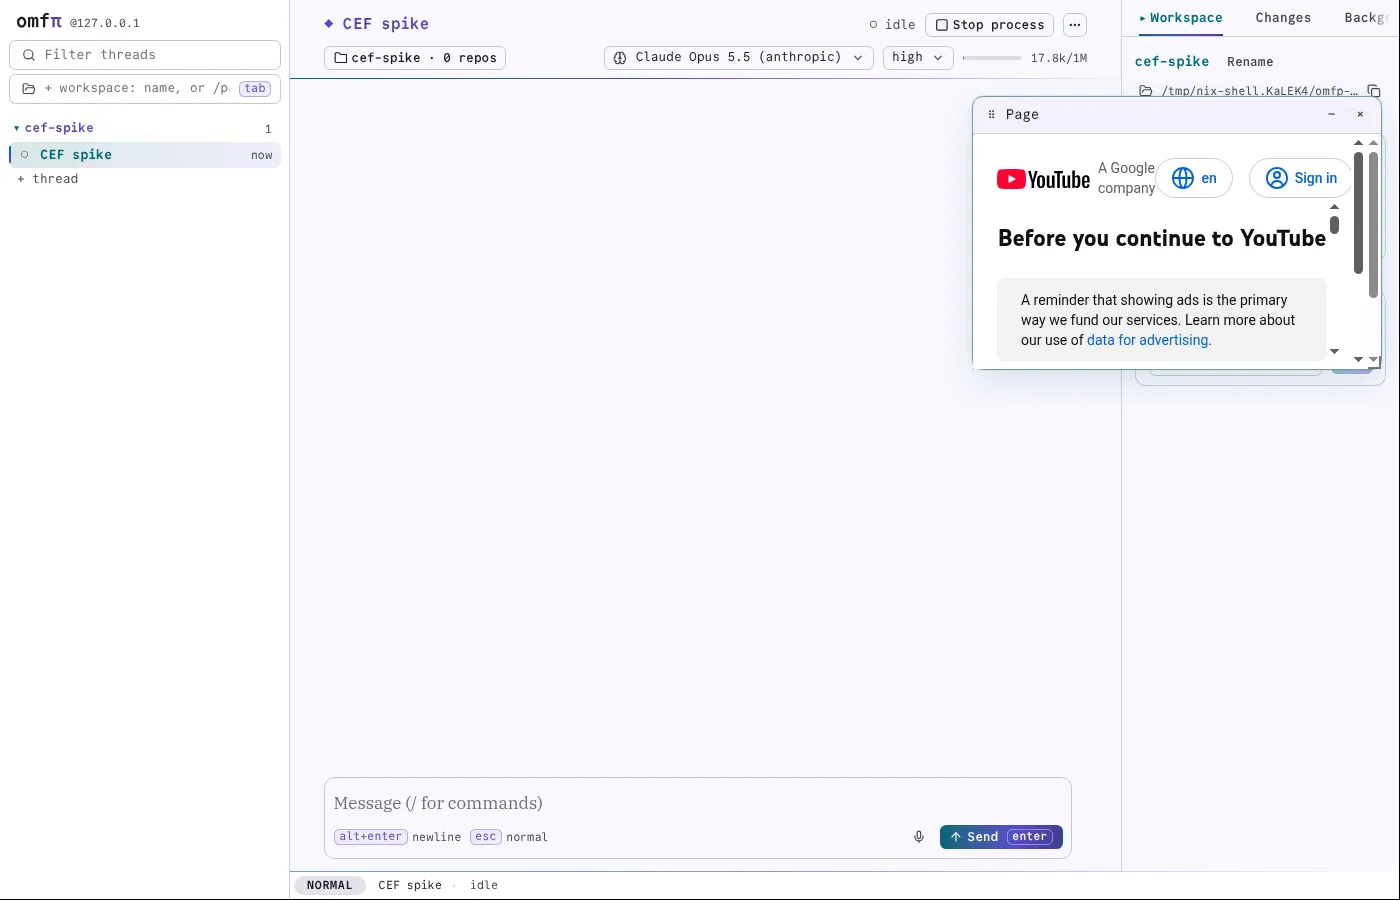 omfπ @127.0.0.1
Filter threads
+ workspace: name, or /p tab
▾ cef-spike 1
CEF spike now
+ thread
◆ CEF spike
idle
Stop process
...
cef-spike · 0 repos
Claude Opus 5.5 (anthropic)
high
17.8k/1M
▸ Workspace Changes Backg
cef-spike Rename
/tmp/nix-shell.KaLEK4/omfp-…
Page
YouTube
A Google
company
en
Sign in
Before you continue to YouTube
A reminder that showing ads is the primary
way we fund our services. Learn more about
our use of data for advertising.
Message (/ for commands)
alt+enter newline esc normal
↑ Send enter
NORMAL CEF spike · idle